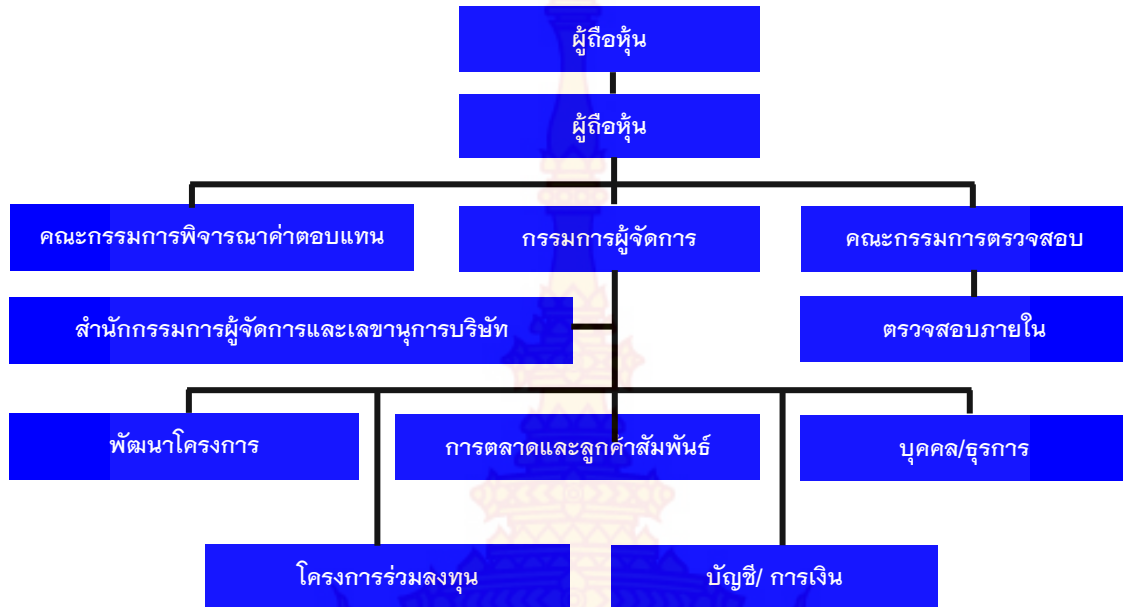 ผู้ถือหุ้น
ผู้ถือหุ้น
คณะกรรมการพิจารณาค่าตอบแทน
กรรมการผู้จัดการ
คณะกรรมการตรวจสอบ
สำนักกรรมการผู้จัดการและเลขานุการบริษัท
ตรวจสอบภายใน
พัฒนาโครงการ
การตลาดและลูกค้าสัมพันธ์
บุคคล/ธุรการ
โครงการร่วมลงทุน
บัญชี/ การเงิน